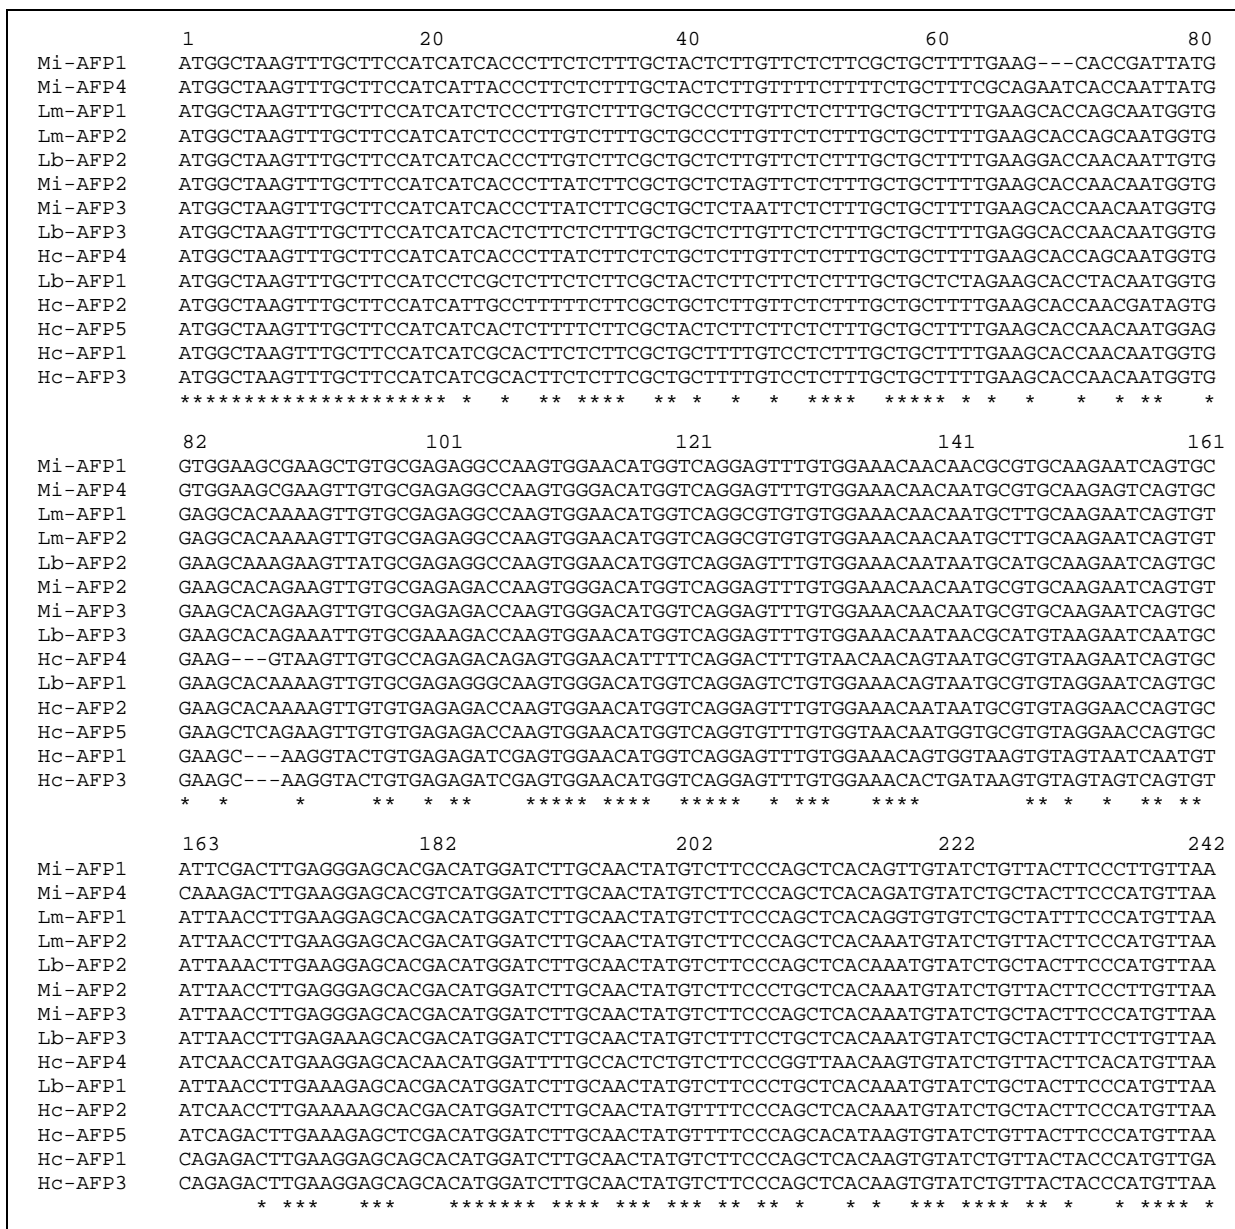 1 20 40 60 80
Mi-AFP1 ATGGCTAAGTTTGCTTCCATCATCACCCTTCTCTTTGCTACTCTTGTTCTCTTCGCTGCTTTTGAAG---CACCGATTATG
Mi-AFP4 ATGGCTAAGTTTGCTTCCATCATTACCCTTCTCTTTGCTACTCTTGTTTTCTTTTCTGCTTTCGCAGAATCACCAATTATG
Lm-AFP1 ATGGCTAAGTTTGCTTCCATCATCTCCCTTGTCTTTGCTGCCCTTGTTCTCTTTGCTGCTTTTGAAGCACCAGCAATGGTG
Lm-AFP2 ATGGCTAAGTTTGCTTCCATCATCTCCCTTGTCTTTGCTGCCCTTGTTCTCTTTGCTGCTTTTGAAGCACCAGCAATGGTG
Lb-AFP2 ATGGCTAAGTTTGCTTCCATCATCACCCTTGTCTTCGCTGCTCTTGTTCTCTTTGCTGCTTTTGAAGGACCAACAATTGTG
Mi-AFP2 ATGGCTAAGTTTGCTTCCATCATCACCCTTATCTTCGCTGCTCTAGTTCTCTTTGCTGCTTTTGAAGCACCAACAATGGTG
Mi-AFP3 ATGGCTAAGTTTGCTTCCATCATCACCCTTATCTTCGCTGCTCTAATTCTCTTTGCTGCTTTTGAAGCACCAACAATGGTG
Lb-AFP3 ATGGCTAAGTTTGCTTCCATCATCACTCTTCTCTTTGCTGCTCTTGTTCTCTTTGCTGCTTTTGAGGCACCAACAATGGTG
Hc-AFP4 ATGGCTAAGTTTGCTTCCATCATCACCCTTATCTTCTCTGCTCTTGTTCTCTTTGCTGCTTTTGAAGCACCAGCAATGGTG
Lb-AFP1 ATGGCTAAGTTTGCTTCCATCCTCGCTCTTCTCTTCGCTACTCTTCTTCTCTTTGCTGCTCTAGAAGCACCTACAATGGTG
Hc-AFP2 ATGGCTAAGTTTGCTTCCATCATTGCCTTTTTCTTCGCTGCTCTTGTTCTCTTTGCTGCTTTTGAAGCACCAACGATAGTG
Hc-AFP5 ATGGCTAAGTTTGCTTCCATCATCACTCTTTTCTTCGCTACTCTTCTTCTCTTTGCTGCTTTTGAAGCACCAACAATGGAG
Hc-AFP1 ATGGCTAAGTTTGCTTCCATCATCGCACTTCTCTTCGCTGCTTTTGTCCTCTTTGCTGCTTTTGAAGCACCAACAATGGTG
Hc-AFP3 ATGGCTAAGTTTGCTTCCATCATCGCACTTCTCTTCGCTGCTTTTGTCCTCTTTGCTGCTTTTGAAGCACCAACAATGGTG
********************* *  *  ** ****  ** *  *  *  **** ***** * *  *   *  * **   *
82 101 121 141 161
Mi-AFP1 GTGGAAGCGAAGCTGTGCGAGAGGCCAAGTGGAACATGGTCAGGAGTTTGTGGAAACAACAACGCGTGCAAGAATCAGTGC
Mi-AFP4 GTGGAAGCGAAGTTGTGCGAGAGGCCAAGTGGGACATGGTCAGGAGTTTGTGGAAACAACAATGCGTGCAAGAGTCAGTGC
Lm-AFP1 GAGGCACAAAAGTTGTGCGAGAGGCCAAGTGGAACATGGTCAGGCGTGTGTGGAAACAACAATGCTTGCAAGAATCAGTGT
Lm-AFP2 GAGGCACAAAAGTTGTGCGAGAGGCCAAGTGGAACATGGTCAGGCGTGTGTGGAAACAACAATGCTTGCAAGAATCAGTGT
Lb-AFP2 GAAGCAAAGAAGTTATGCGAGAGGCCAAGTGGAACATGGTCAGGAGTTTGTGGAAACAATAATGCATGCAAGAATCAGTGC
Mi-AFP2 GAAGCACAGAAGTTGTGCGAGAGACCAAGTGGGACATGGTCAGGAGTTTGTGGAAACAACAATGCGTGCAAGAATCAGTGT
Mi-AFP3 GAAGCACAGAAGTTGTGCGAGAGACCAAGTGGGACATGGTCAGGAGTTTGTGGAAACAACAATGCGTGCAAGAATCAGTGC
Lb-AFP3 GAAGCACAGAAATTGTGCGAAAGACCAAGTGGAACATGGTCAGGAGTTTGTGGAAACAATAACGCATGTAAGAATCAATGC
Hc-AFP4 GAAG---GTAAGTTGTGCCAGAGACAGAGTGGAACATTTTCAGGACTTTGTAACAACAGTAATGCGTGTAAGAATCAGTGC
Lb-AFP1 GAAGCACAAAAGTTGTGCGAGAGGGCAAGTGGGACATGGTCAGGAGTCTGTGGAAACAGTAATGCGTGTAGGAATCAGTGC
Hc-AFP2 GAAGCACAAAAGTTGTGTGAGAGACCAAGTGGAACATGGTCAGGAGTTTGTGGAAACAATAATGCGTGTAGGAACCAGTGC
Hc-AFP5 GAAGCTCAGAAGTTGTGTGAGAGACCAAGTGGAACATGGTCAGGTGTTTGTGGTAACAATGGTGCGTGTAGGAACCAGTGC
Hc-AFP1 GAAGC---AAGGTACTGTGAGAGATCGAGTGGAACATGGTCAGGAGTTTGTGGAAACAGTGGTAAGTGTAGTAATCAATGT
Hc-AFP3 GAAGC---AAGGTACTGTGAGAGATCGAGTGGAACATGGTCAGGAGTTTGTGGAAACACTGATAAGTGTAGTAGTCAGTGT
*  *      *     **  * **    ***** ****  *****  * ***   ****        ** *  *  ** **
163 182 202 222 242
Mi-AFP1 ATTCGACTTGAGGGAGCACGACATGGATCTTGCAACTATGTCTTCCCAGCTCACAGTTGTATCTGTTACTTCCCTTGTTAA
Mi-AFP4 CAAAGACTTGAAGGAGCACGTCATGGATCTTGCAACTATGTCTTCCCAGCTCACAGATGTATCTGCTACTTCCCATGTTAA
Lm-AFP1 ATTAACCTTGAAGGAGCACGACATGGATCTTGCAACTATGTCTTCCCAGCTCACAGGTGTGTCTGCTATTTCCCATGTTAA
Lm-AFP2 ATTAACCTTGAAGGAGCACGACATGGATCTTGCAACTATGTCTTCCCAGCTCACAAATGTATCTGTTACTTCCCATGTTAA
Lb-AFP2 ATTAAACTTGAAGGAGCACGACATGGATCTTGCAACTATGTCTTCCCAGCTCACAAATGTATCTGCTACTTCCCATGTTAA
Mi-AFP2 ATTAACCTTGAGGGAGCACGACATGGATCTTGCAACTATGTCTTCCCTGCTCACAAATGTATCTGTTACTTCCCTTGTTAA
Mi-AFP3 ATTAACCTTGAGGGAGCACGACATGGATCTTGCAACTATGTCTTCCCAGCTCACAAATGTATCTGCTACTTCCCATGTTAA
Lb-AFP3 ATTAACCTTGAGAAAGCACGACATGGATCTTGCAACTATGTCTTTCCTGCTCACAAATGTATCTGCTACTTTCCTTGTTAA
Hc-AFP4 ATCAACCATGAAGGAGCACAACATGGATTTTGCCACTCTGTCTTCCCGGTTAACAAGTGTATCTGTTACTTCACATGTTAA
Lb-AFP1 ATTAACCTTGAAAGAGCACGACATGGATCTTGCAACTATGTCTTCCCTGCTCACAAATGTATCTGCTACTTCCCATGTTAA
Hc-AFP2 ATCAACCTTGAAAAAGCACGACATGGATCTTGCAACTATGTTTTCCCAGCTCACAAATGTATCTGCTACTTCCCATGTTAA
Hc-AFP5 ATCAGACTTGAAAGAGCTCGACATGGATCTTGCAACTATGTTTTCCCAGCACATAAGTGTATCTGTTACTTCCCATGTTAA
Hc-AFP1 CAGAGACTTGAAGGAGCAGCACATGGATCTTGCAACTATGTCTTCCCAGCTCACAAGTGTATCTGTTACTACCCATGTTGA
Hc-AFP3 CAGAGACTTGAAGGAGCAGCACATGGATCTTGCAACTATGTCTTCCCAGCTCACAAGTGTATCTGTTACTACCCATGTTAA
* ***   ***    ******* **** *** *** *** ** ** *   * *  *** **** ** *   * **** *